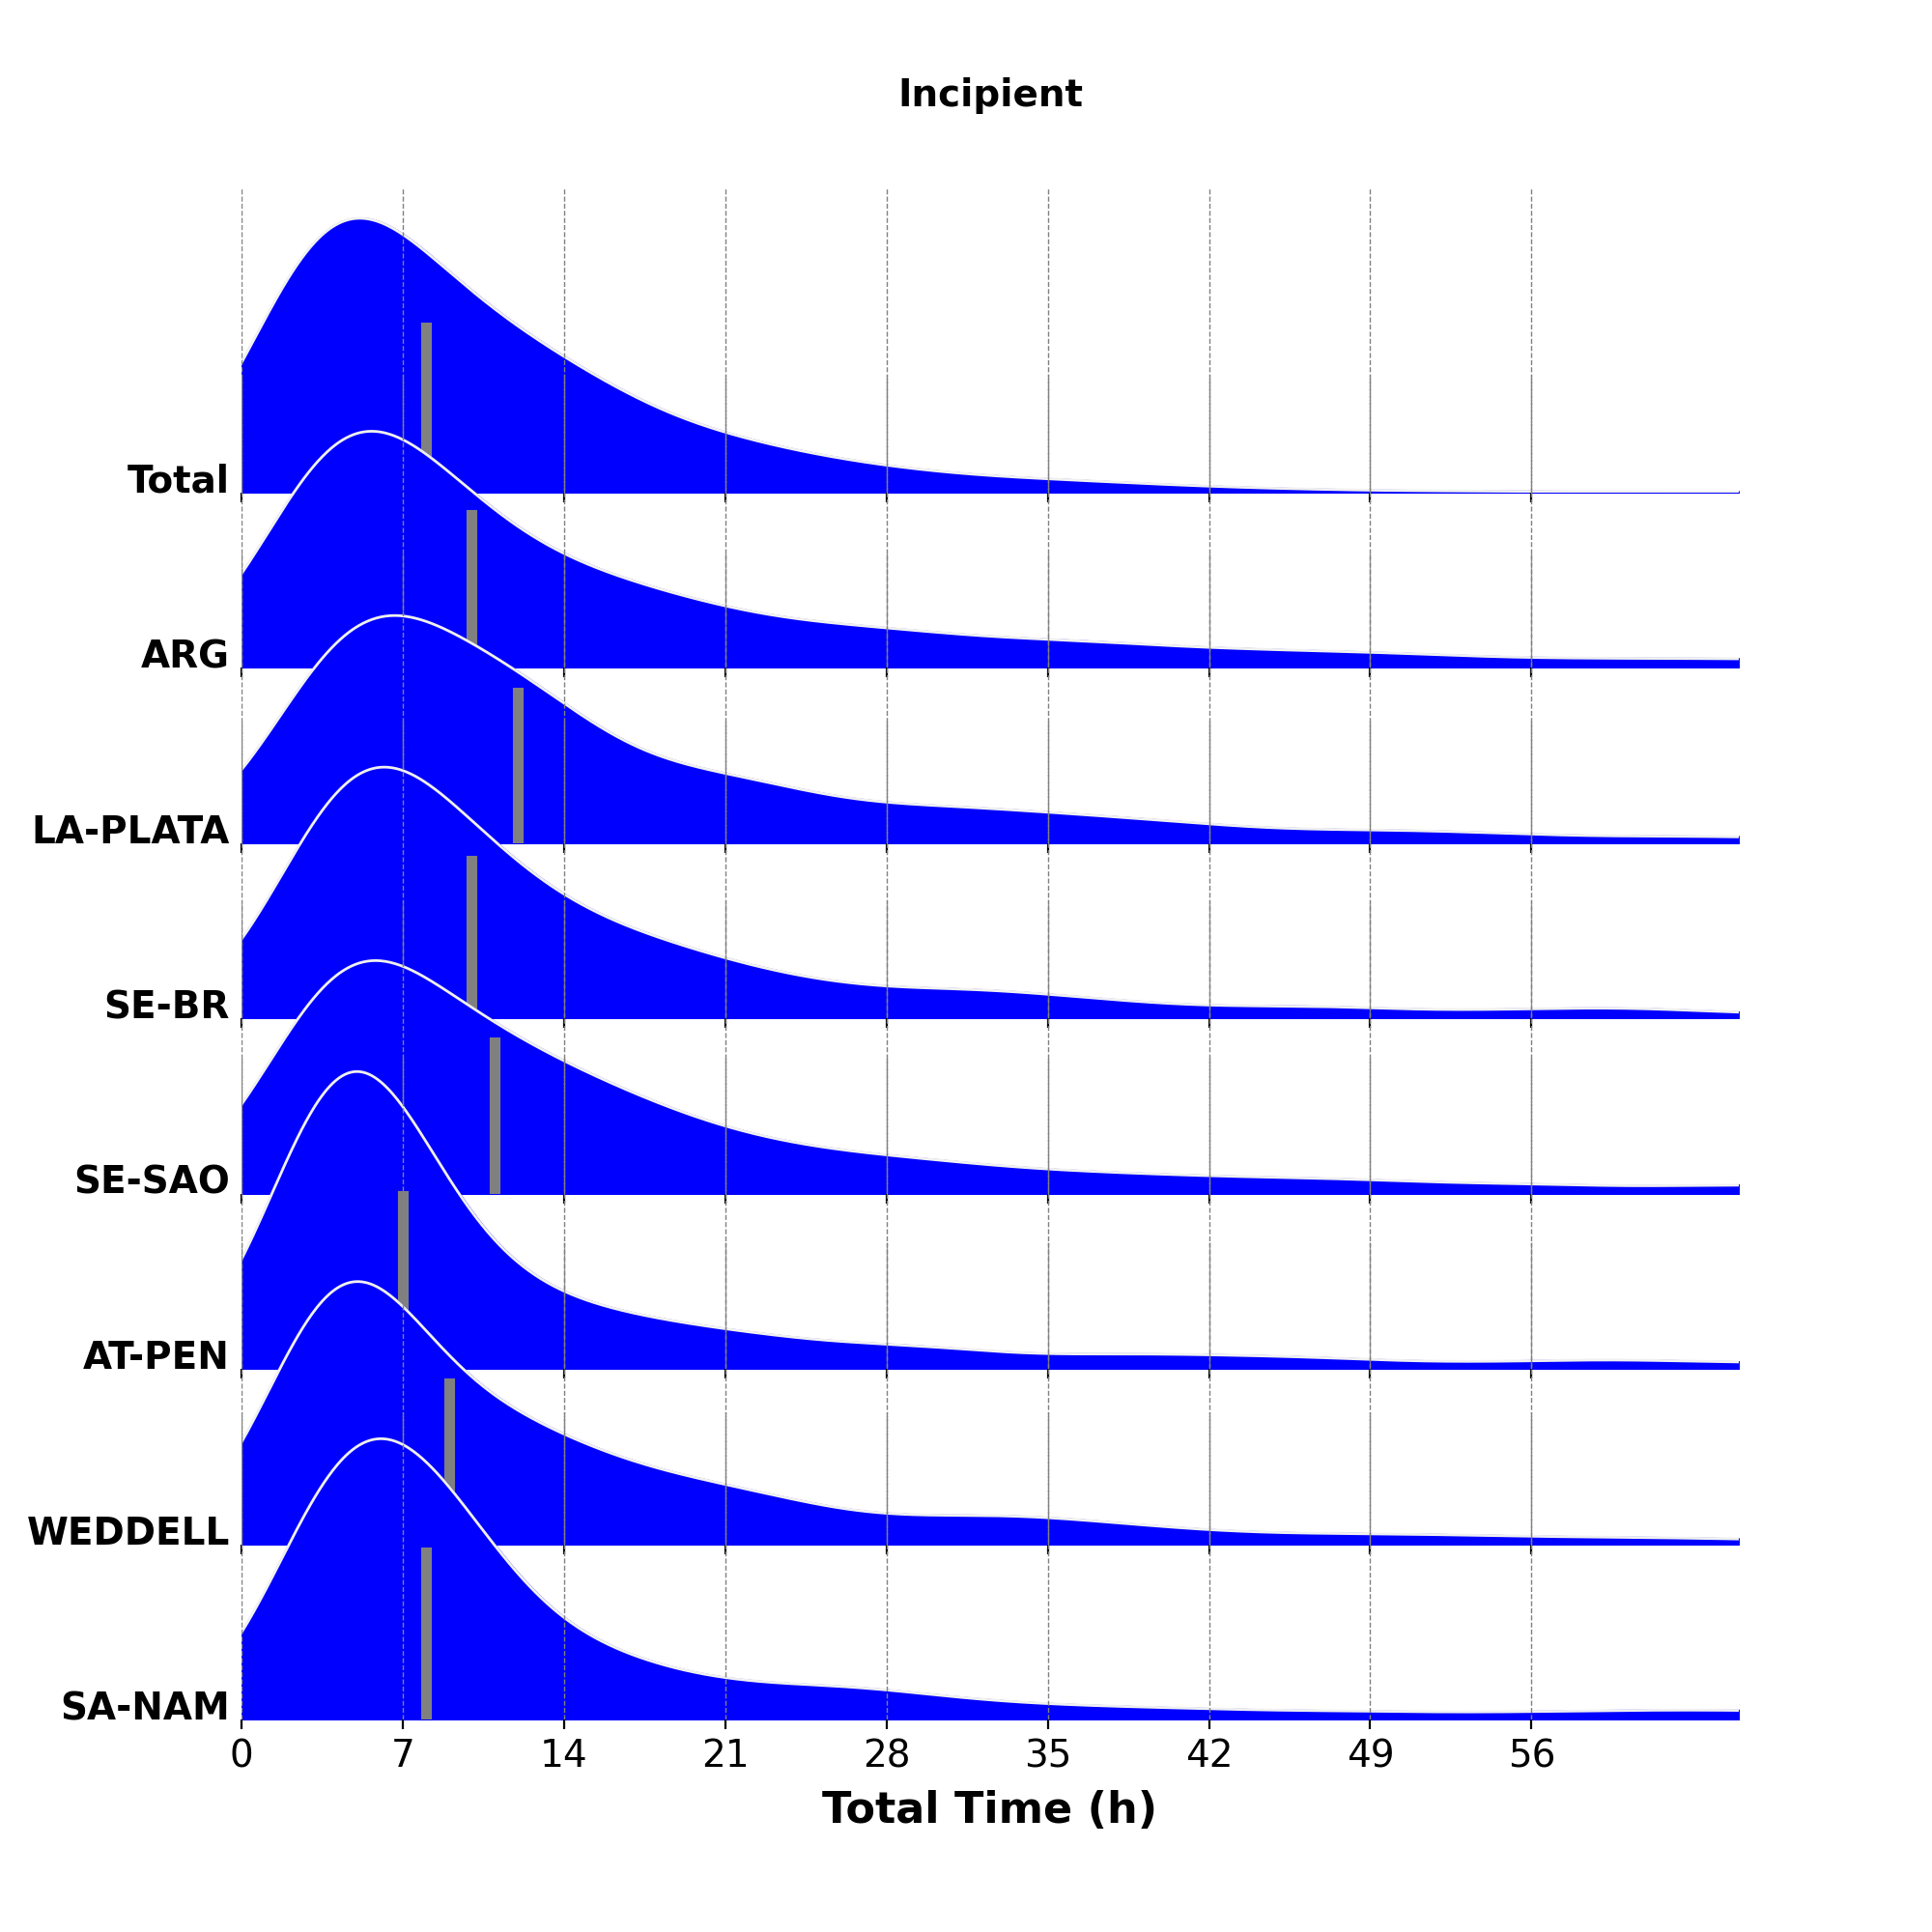 Incipient
Total
ARG
LA-PLATA
SE-BR
SE-SAO
AT-PEN
WEDDELL
SA-NAM
0 7 14 21 28 35 42 49 56
Total Time (h)